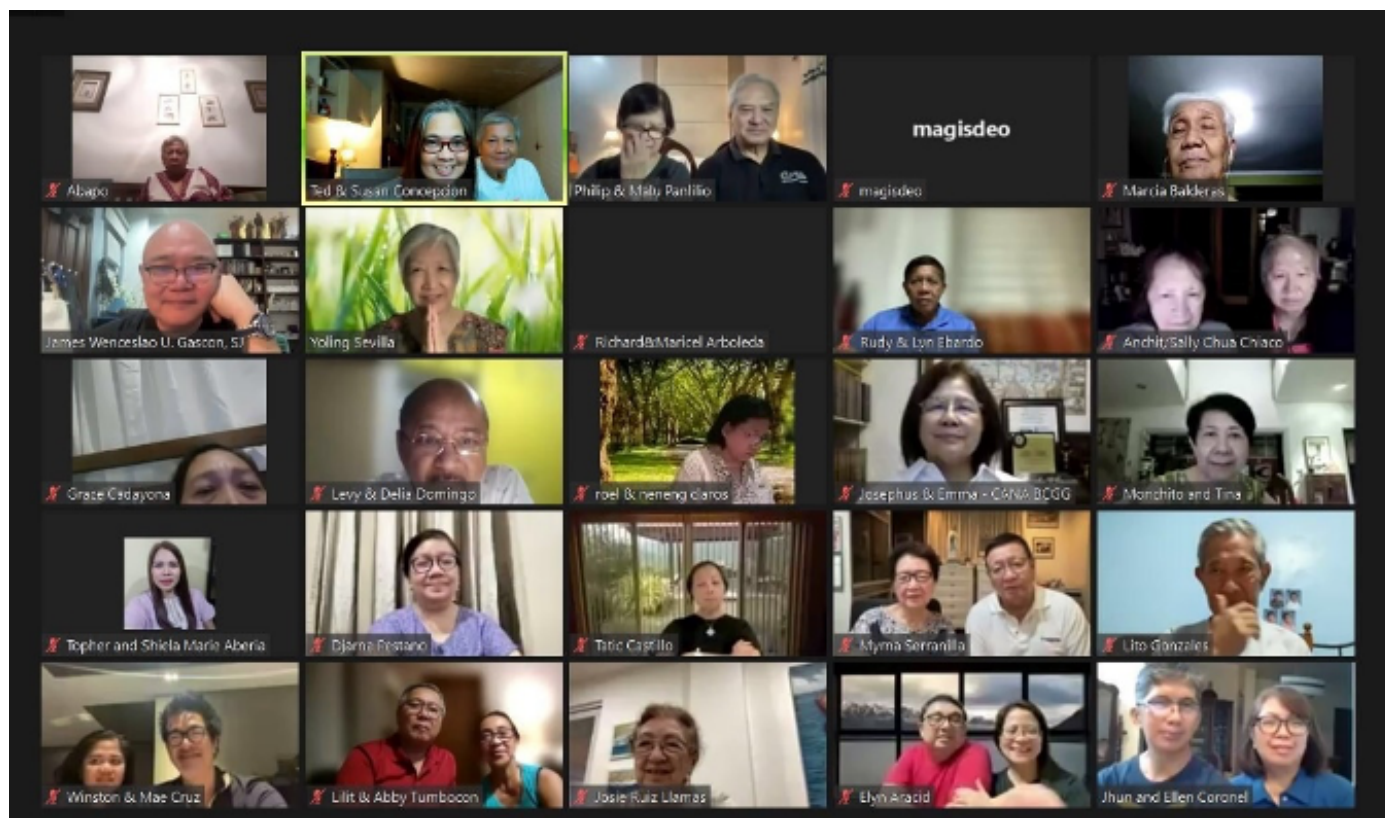 Abapo
Ted & Susan Concepcion
Philip & Malu Panlilio
magisdeo
magisdeo
Marcia Balderas
James Wenceslao U. Gascon, SJ
Yoling Sevilla
Richard&Maricel Arboleda
Rudy & Lyn Ebardo
Anchit/Sally Chua Chiaco
Grace Cadayona
Levy & Delia Domingo
roel & neneng claros
Josephus & Emma - CANA BCGG
Monchito and Tina
Topher and Shiela Marie Aberia
Djarna Pestano
Tatic Castillo
Myrna Serranilla
Lito Gonzales
Winston & Mae Cruz
Lilit & Abby Tumbocon
Josie Ruiz Llamas
Elyn Aracid
Jhun and Ellen Coronel